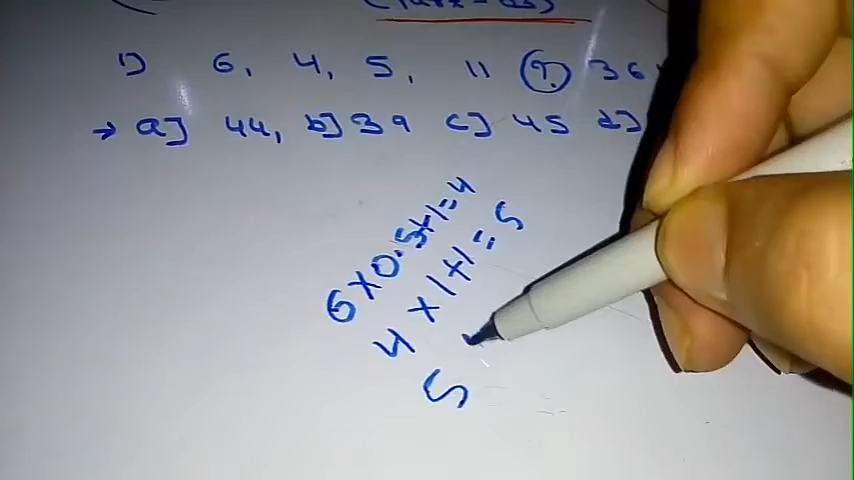 1) 6, 4, 5, 11 (?) 36
→ a] 44, b] 39 c] 45 d]
6×0.5+1=4
4×1+1=5
5